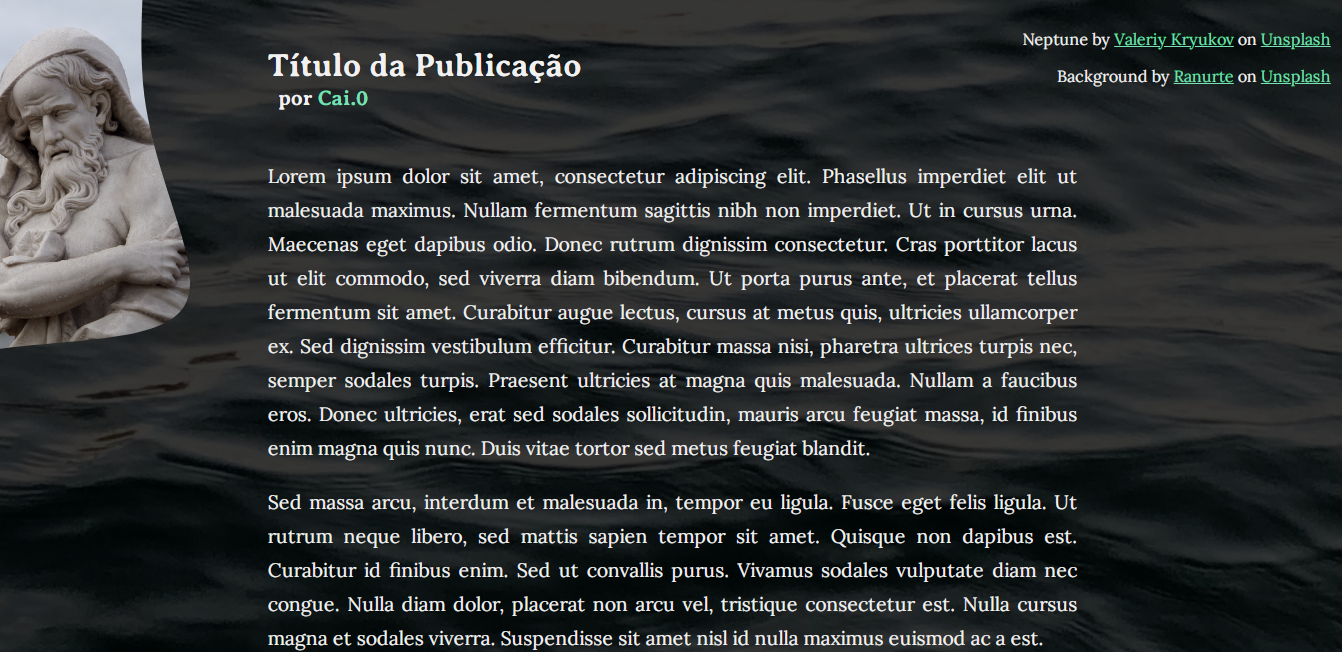 Neptune by Valeriy Kryukov on Unsplash
Background by Ranurte on Unsplash
Título da Publicação
por Cai.0
Lorem ipsum dolor sit amet, consectetur adipiscing elit. Phasellus imperdiet elit ut
malesuada maximus. Nullam fermentum sagittis nibh non imperdiet. Ut in cursus urna.
Maecenas eget dapibus odio. Donec rutrum dignissim consectetur. Cras porttitor lacus
ut elit commodo, sed viverra diam bibendum. Ut porta purus ante, et placerat tellus
fermentum sit amet. Curabitur augue lectus, cursus at metus quis, ultricies ullamcorper
ex. Sed dignissim vestibulum efficitur. Curabitur massa nisi, pharetra ultrices turpis nec,
semper sodales turpis. Praesent ultricies at magna quis malesuada. Nullam a faucibus
eros. Donec ultricies, erat sed sodales sollicitudin, mauris arcu feugiat massa, id finibus
enim magna quis nunc. Duis vitae tortor sed metus feugiat blandit.
Sed massa arcu, interdum et malesuada in, tempor eu ligula. Fusce eget felis ligula. Ut
rutrum neque libero, sed mattis sapien tempor sit amet. Quisque non dapibus est.
Curabitur id finibus enim. Sed ut convallis purus. Vivamus sodales vulputate diam nec
congue. Nulla diam dolor, placerat non arcu vel, tristique consectetur est. Nulla cursus
magna et sodales viverra. Suspendisse sit amet nisl id nulla maximus euismod ac a est.